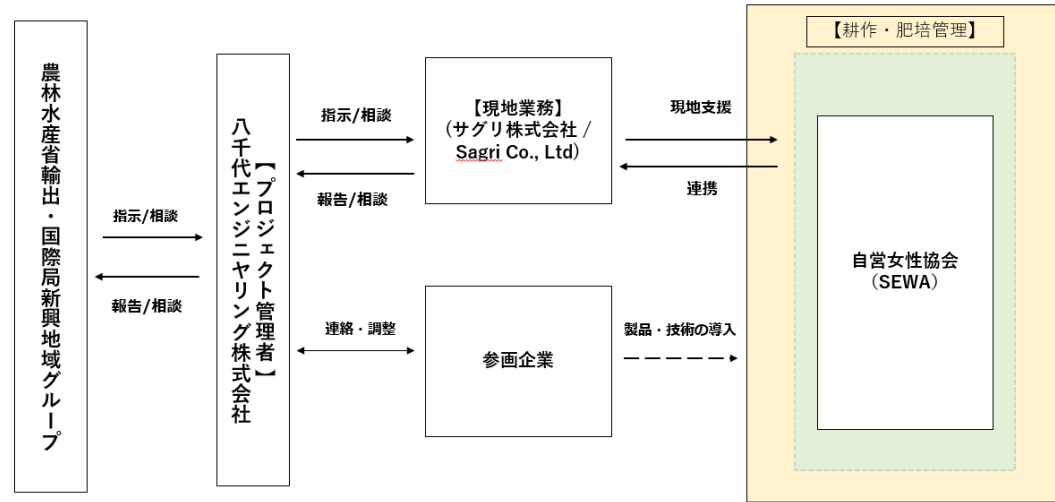 農林水産省輸出・国際局新興地域グループ
指示/相談
報告/相談
【プロジェクト管理者】
八千代エンジニヤリング株式会社
指示/相談
報告/相談
連絡・調整
【現地業務】
(サグリ株式会社 /
Sagri Co., Ltd)
参画企業
現地支援
連携
製品・技術の導入
【耕作・肥培管理】
自営女性協会
（SEWA）